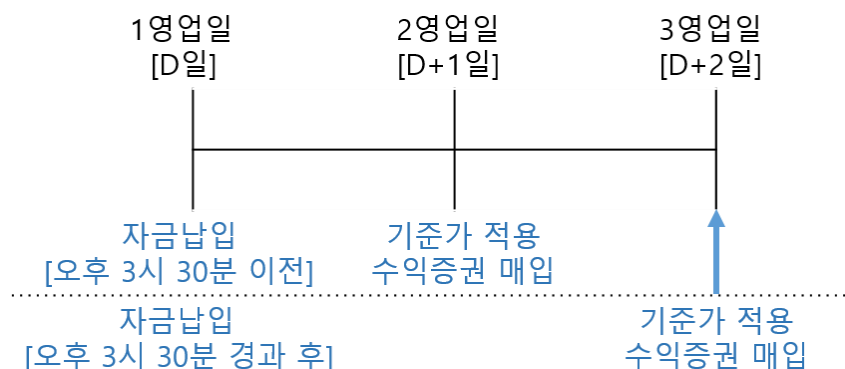 1영업일
[D일]
2영업일
[D+1일]
3영업일
[D+2일]
자금납입
[오후 3시 30분 이전]
기준가 적용
수익증권 매입
자금납입
[오후 3시 30분 경과 후]
기준가 적용
수익증권 매입